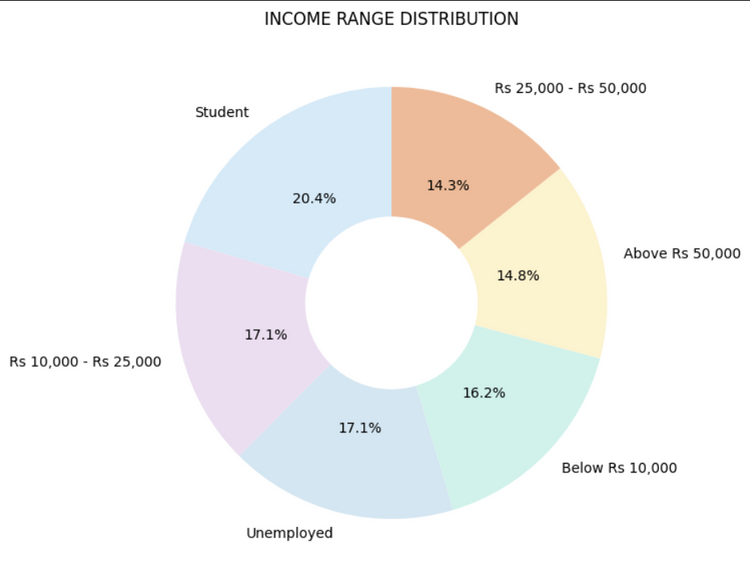 INCOME RANGE DISTRIBUTION
Rs 25,000 - Rs 50,000
Student
14.3%
20.4%
Above Rs 50,000
14.8%
17.1%
Rs 10,000 - Rs 25,000
16.2%
17.1%
Below Rs 10,000
Unemployed